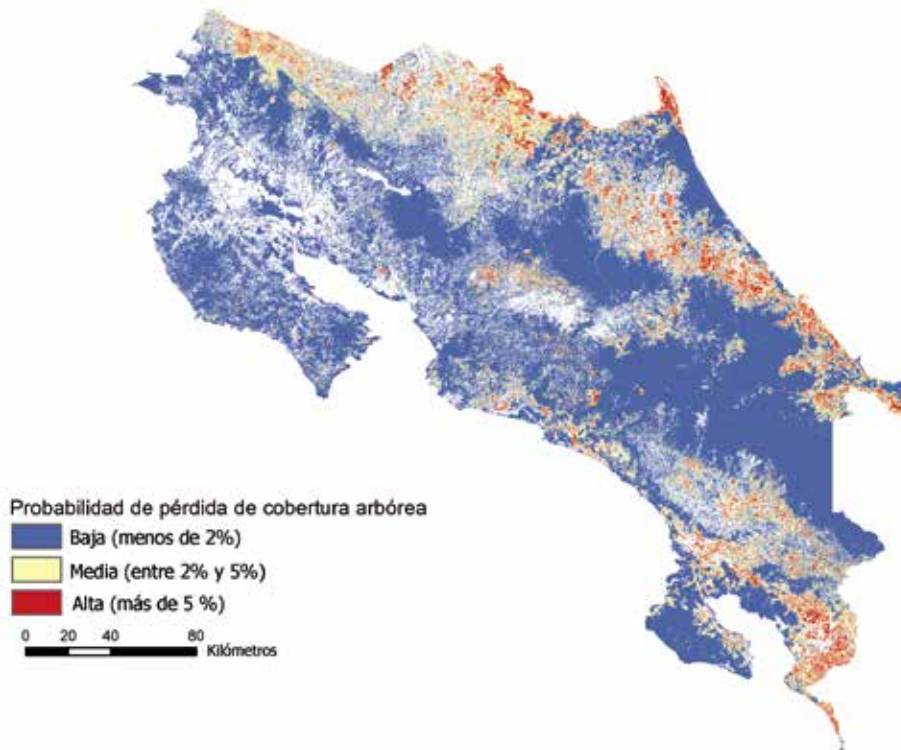 Probabilidad de pérdida de cobertura arbórea
Baja (menos de 2%)
Media (entre 2% y 5%)
Alta (más de 5 %)
0 20 40 80
Kilómetros